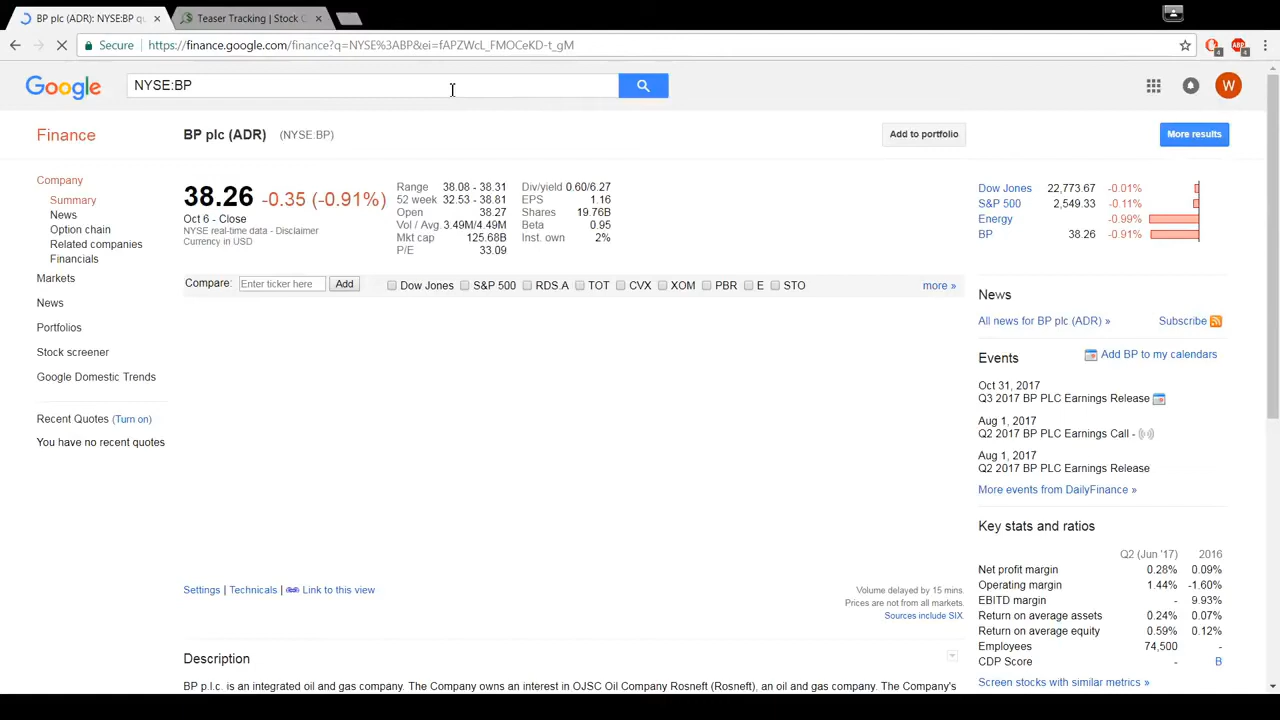 BP plc (ADR): NYSE:BP qu
Teaser Tracking | Stock G
Secure
https://finance.google.com/finance?q=NYSE%3ABP&ei=fAPZWcL_FMOCeKD-t_gM
Google
NYSE:BP
W
Finance
BP plc (ADR) (NYSE:BP)
Add to portfolio
More results
Company
Summary
News
Option chain
Related companies
Financials
Markets
News
Portfolios
Stock screener
Google Domestic Trends
Recent Quotes (Turn on)
You have no recent quotes
38.26 -0.35 (-0.91%)
Oct 6 - Close
NYSE real-time data - Disclaimer
Currency in USD
Range 38.08 - 38.31
52 week 32.53 - 38.81
Open 38.27
Vol / Avg. 3.49M/4.49M
Mkt cap 125.68B
P/E 33.09
Div/yield 0.60/6.27
EPS 1.16
Shares 19.76B
Beta 0.95
Inst. own 2%
Compare: Enter ticker here Add Dow Jones S&P 500 RDS.A TOT CVX XOM PBR E STO more »
Settings | Technicals | Link to this view
Volume delayed by 15 mins.
Prices are not from all markets.
Sources include SIX.
Description
BP p.l.c. is an integrated oil and gas company. The Company owns an interest in OJSC Oil Company Rosneft (Rosneft), an oil and gas company. The Company's
Dow Jones 22,773.67 -0.01%
S&P 500 2,549.33 -0.11%
Energy -0.99%
BP 38.26 -0.91%
News
All news for BP plc (ADR) » Subscribe
Events Add BP to my calendars
Oct 31, 2017
Q3 2017 BP PLC Earnings Release
Aug 1, 2017
Q2 2017 BP PLC Earnings Call -
Aug 1, 2017
Q2 2017 BP PLC Earnings Release
More events from DailyFinance »
Key stats and ratios
Q2 (Jun '17) 2016
Net profit margin 0.28% 0.09%
Operating margin 1.44% -1.60%
EBITD margin - 9.93%
Return on average assets 0.24% 0.07%
Return on average equity 0.59% 0.12%
Employees 74,500 -
CDP Score - B
Screen stocks with similar metrics »